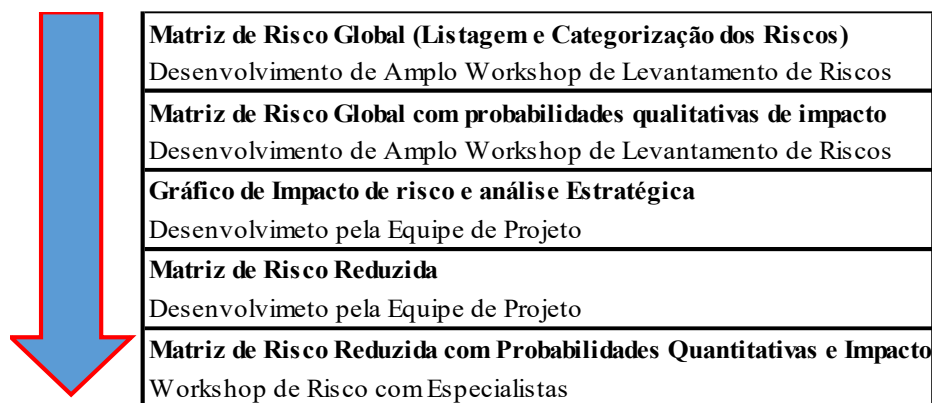 Matriz de Risco Global (Listagem e Categorização dos Riscos)
Desenvolvimento de Amplo Workshop de Levantamento de Riscos
Matriz de Risco Global com probabilidades qualitativas de impacto
Desenvolvimento de Amplo Workshop de Levantamento de Riscos
Gráfico de Impacto de risco e análise Estratégica
Desenvolvimeto pela Equipe de Projeto
Matriz de Risco Reduzida
Desenvolvimeto pela Equipe de Projeto
Matriz de Risco Reduzida com Probabilidades Quantitativas e Impacto
Workshop de Risco com Especialistas